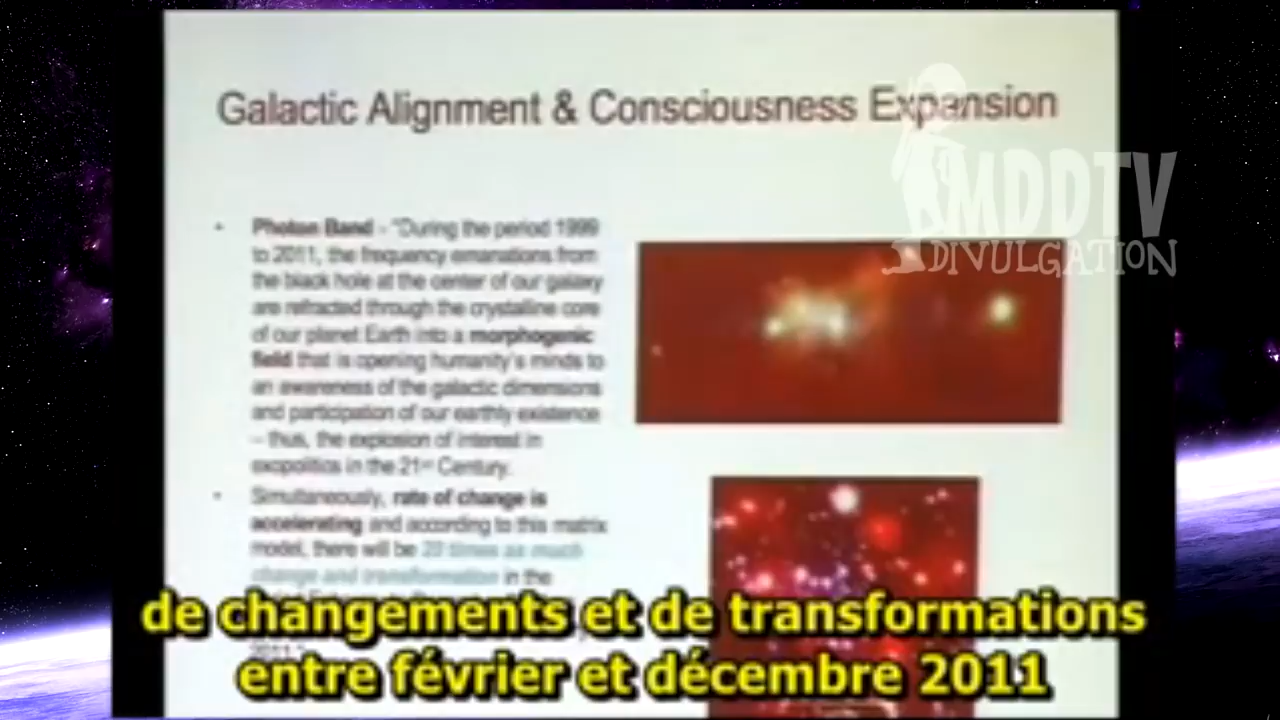 Galactic Alignment & Consciousness Expansion
MDDTV
DIVULGATION
• Photon Band - "During the period 1999
to 2011, the frequency emanations from
the black hole at the center of our galaxy
are refracted through the crystalline core
of our planet Earth into a morphogenic
field that is opening humanity's minds to
an awareness of the galactic dimensions
and participation of our earthly existence
– thus, the explosion of interest in
exopolitics in the 21st Century.
• Simultaneously, rate of change is
accelerating and according to this matrix
model, there will be 20 times as much
change and transformation in the
2011."
de changements et de transformations
entre février et décembre 2011